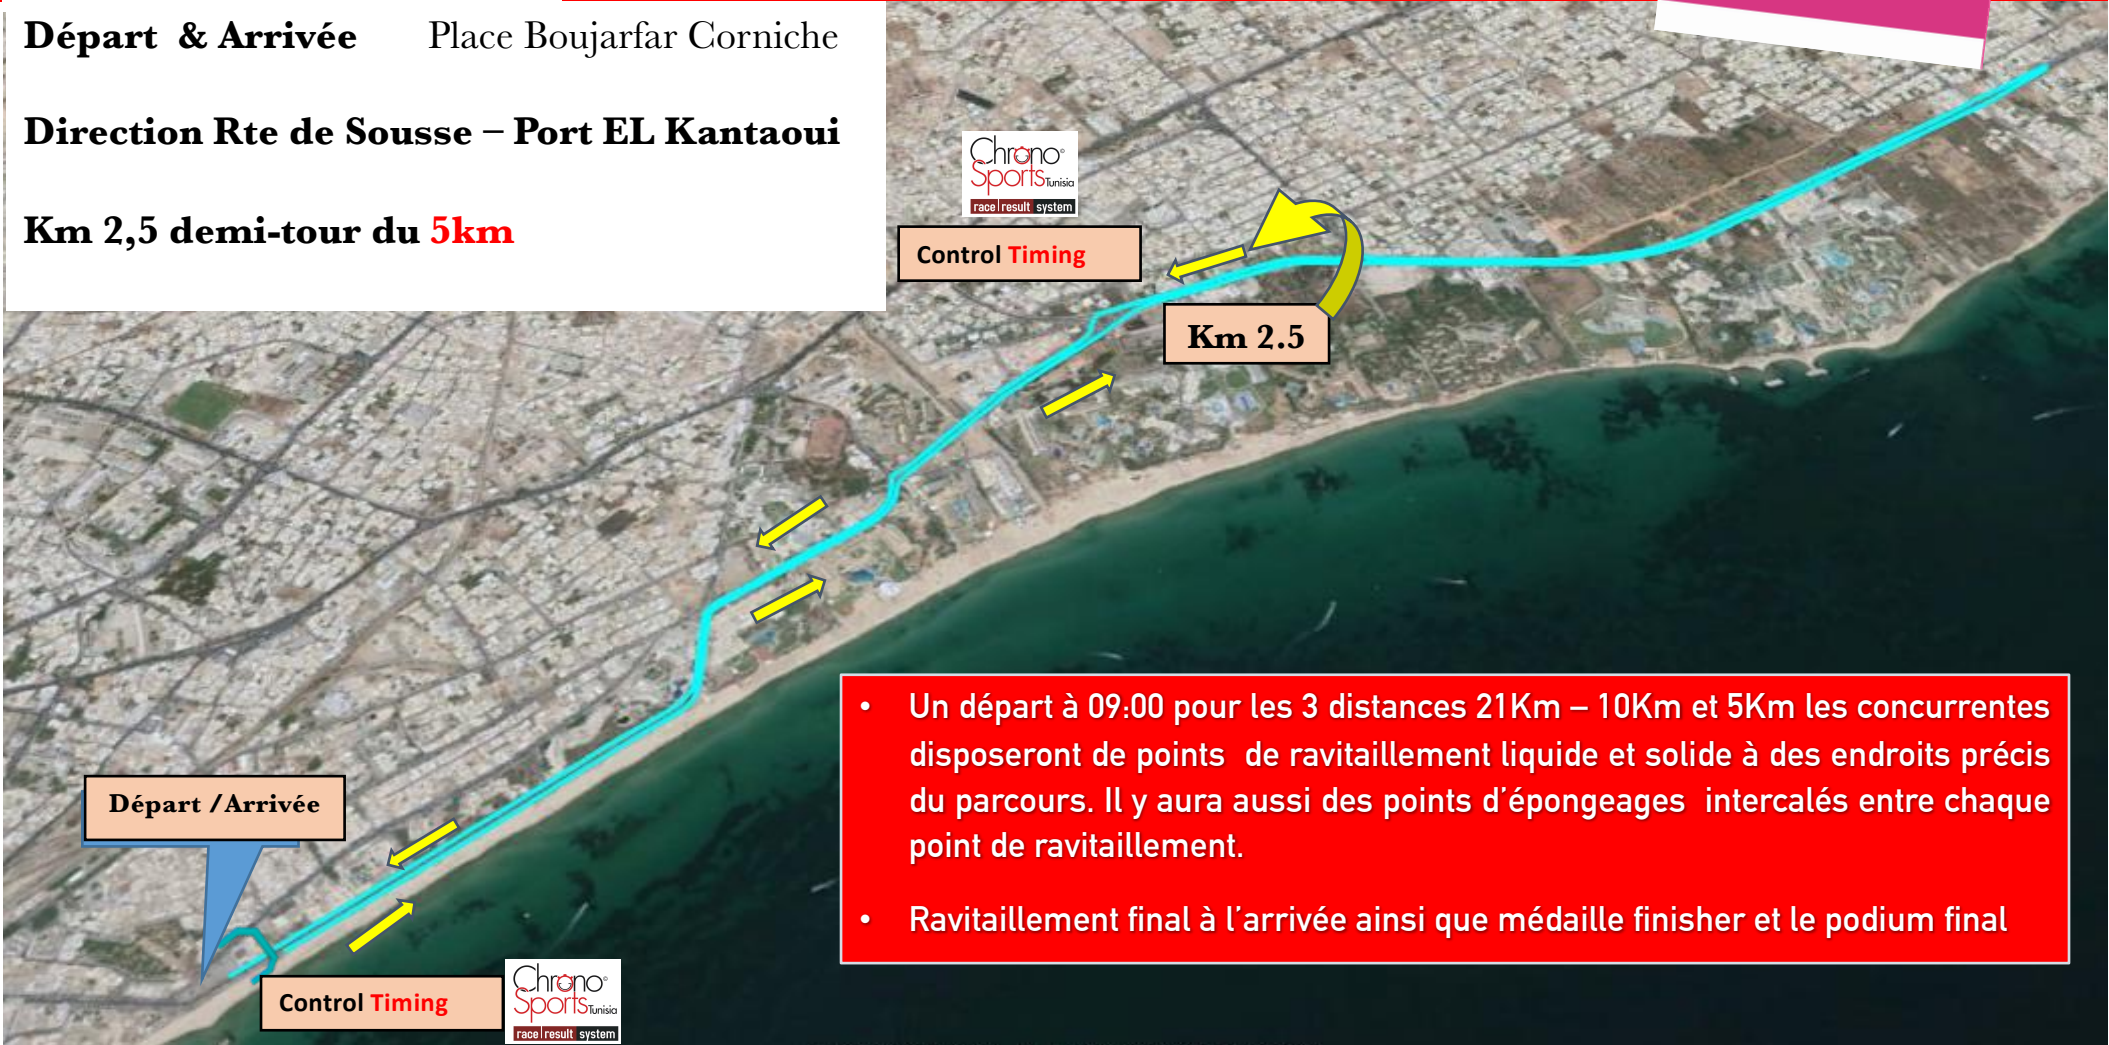 Départ & Arrivée Place Boujarfar Corniche
Direction Rte de Sousse – Port EL Kantaoui
Km 2,5 demi-tour du 5km
Chrono
Sports Tunisia
race result system
Control Timing
Km 2.5
Départ /Arrivée
• Un départ à 09:00 pour les 3 distances 21Km – 10Km et 5Km les concurrentes
disposeront de points de ravitaillement liquide et solide à des endroits précis
du parcours. Il y aura aussi des points d’épongeages intercalés entre chaque
point de ravitaillement.
• Ravitaillement final à l’arrivée ainsi que médaille finisher et le podium final
Control Timing
Chrono
Sports Tunisia
race result system